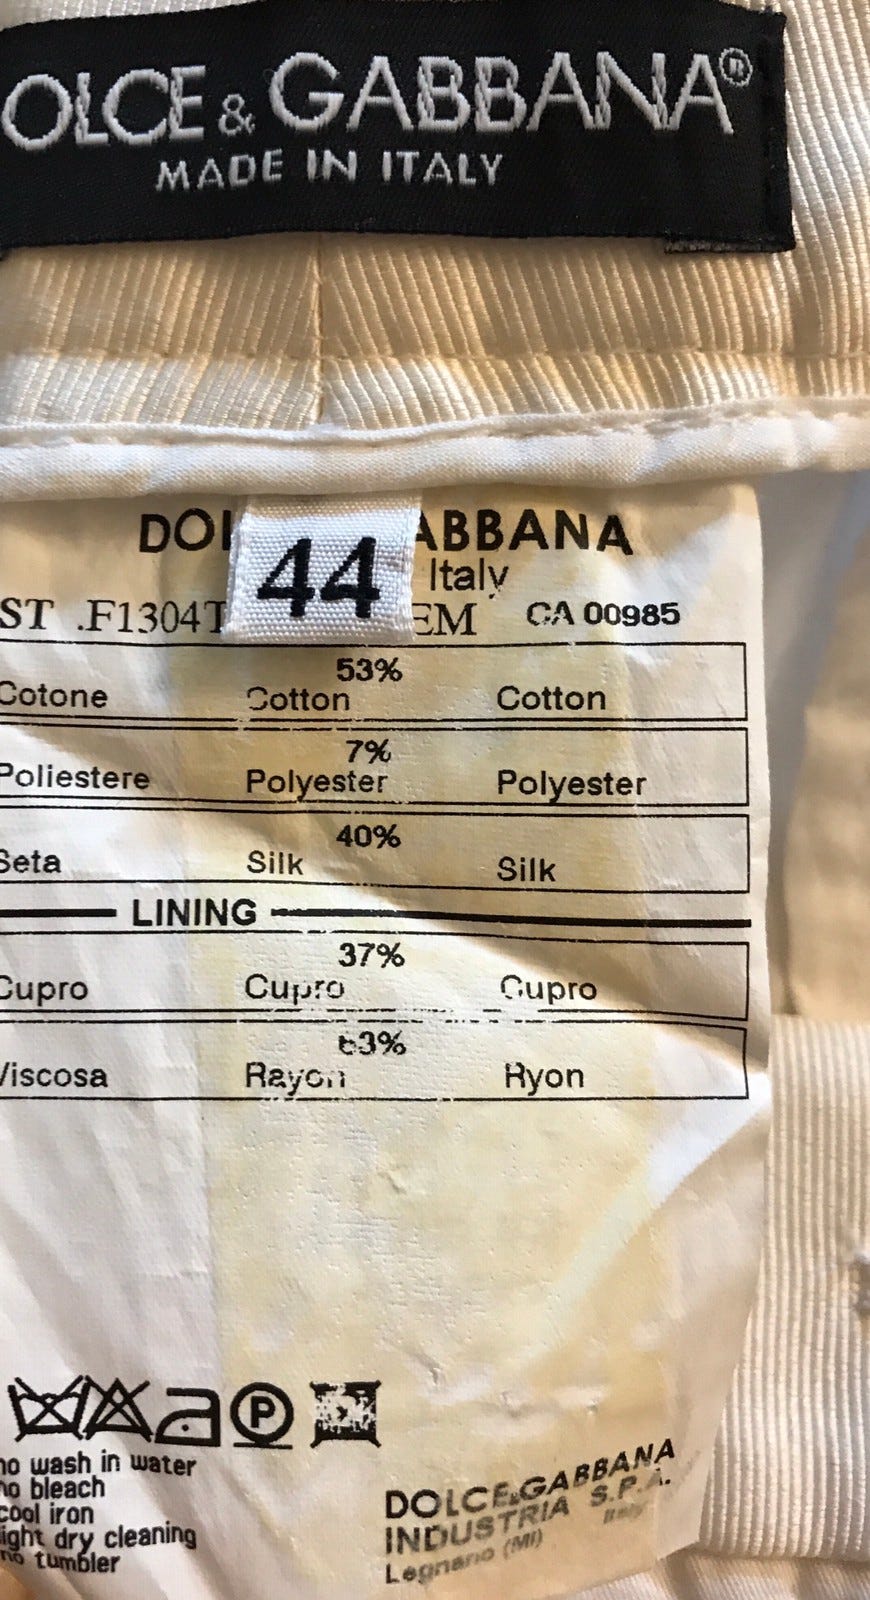 OLCE & GABBANA®
MADE IN ITALY
44
DOL ABBANA
Italy
ST .F1304T EM CA 00985
53%
Cotone Cotton Cotton
7%
Poliestere Polyester Polyester
40%
Seta Silk Silk
LINING
37%
Cupro Cupro Cupro
63%
Viscosa Rayon Ryon
P
no wash in water
no bleach
cool iron
light dry cleaning
no tumbler
DOLCE&GABBANA
INDUSTRIA S.P.A.
Legnano (MI) Italy